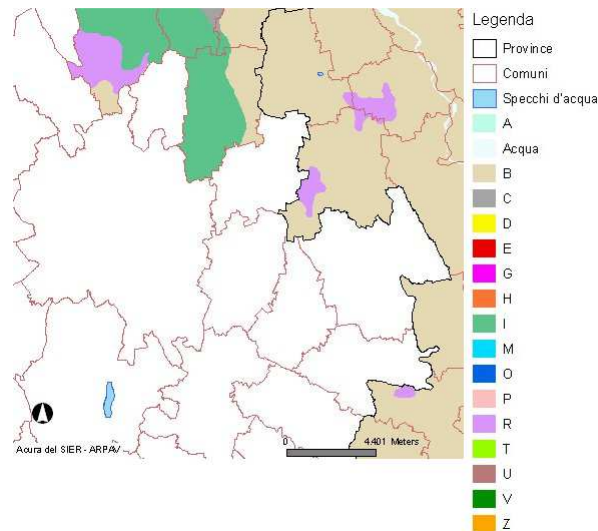 Legenda
Province
Comuni
Specchi d'acqua
A
Acqua
B
C
D
E
G
H
I
M
O
P
R
T
U
V
Z
0 4.401 Meters
Acura del SIER - ARPAV